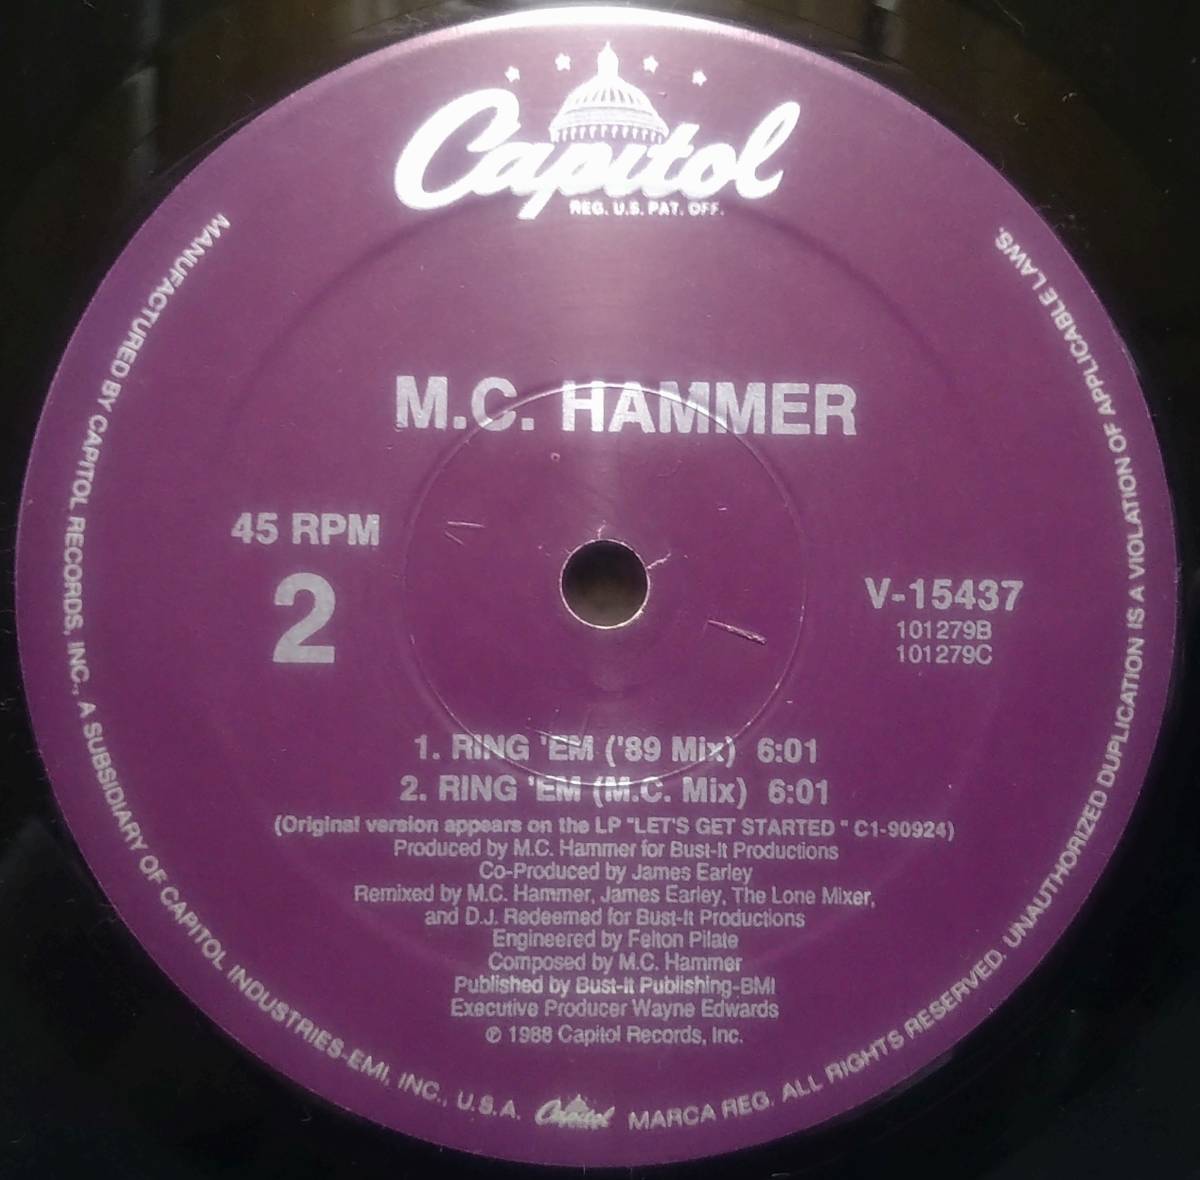 Capitol
REG. U.S. PAT. OFF.
M.C. HAMMER
45 RPM
2
V-15437
101279B
101279C
1. RING 'EM ('89 Mix) 6:01
2. RING 'EM (M.C. Mix) 6:01
(Original version appears on the LP "LET'S GET STARTED " C1-90924)
Produced by M.C. Hammer for Bust-It Productions
Co-Produced by James Earley
Remixed by M.C. Hammer, James Earley, The Lone Mixer,
and D.J. Redeemed for Bust-It Productions
Engineered by Felton Pilate
Composed by M.C. Hammer
Published by Bust-It Publishing-BMI
Executive Producer Wayne Edwards
℗ 1988 Capitol Records, Inc.
MANUFACTURED BY CAPITOL RECORDS, INC., A SUBSIDIARY OF CAPITOL INDUSTRIES-EMI, INC., U.S.A. Capitol MARCA REG. ALL RIGHTS RESERVED. UNAUTHORIZED DUPLICATION IS A VIOLATION OF APPLICABLE LAWS.